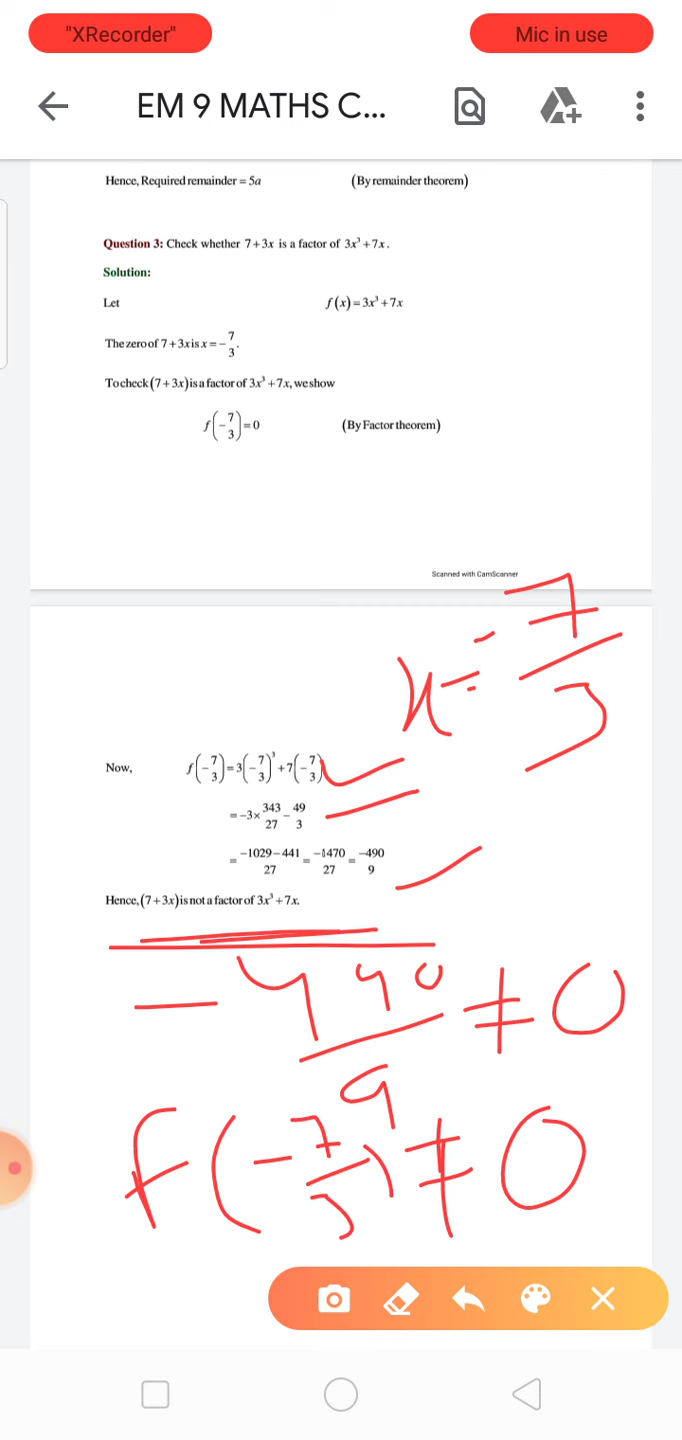 "XRecorder" Mic in use
EM 9 MATHS C...
Hence, Required remainder = 5a (By remainder theorem)
Question 3: Check whether 7+3x is a factor of 3x³+7x.
Solution:
Let f(x)=3x³+7x
The zero of 7+3x is x = -7/3.
To check (7+3x) is a factor of 3x³+7x, we show
f(-7/3)=0 (By Factor theorem)
Scanned with CamScanner
x = -7/3
Now, f(-7/3)=3(-7/3)³+7(-7/3)
=-3×343/27-49/3
=-1029-441/27=-1470/27=-490/9
Hence, (7+3x) is not a factor of 3x³+7x.
-490/9 ≠ 0
f(-7/3) ≠ 0